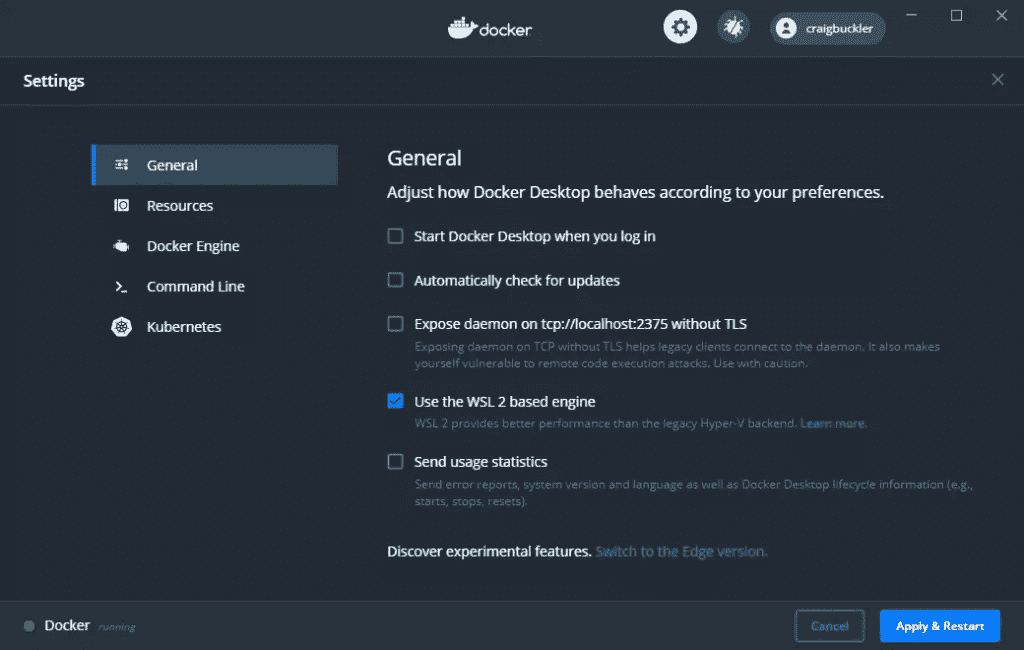 docker
craigbuckler
Settings
General
Resources
Docker Engine
Command Line
Kubernetes
General
Adjust how Docker Desktop behaves according to your preferences.
Start Docker Desktop when you log in
Automatically check for updates
Expose daemon on tcp://localhost:2375 without TLS
Exposing daemon on TCP without TLS helps legacy clients connect to the daemon. It also makes
yourself vulnerable to remote code execution attacks. Use with caution.
Use the WSL 2 based engine
WSL 2 provides better performance than the legacy Hyper-V backend. Learn more.
Send usage statistics
Send error reports, system version and language as well as Docker Desktop lifecycle information (e.g.,
starts, stops, resets).
Discover experimental features. Switch to the Edge version.
Docker running
Cancel
Apply & Restart